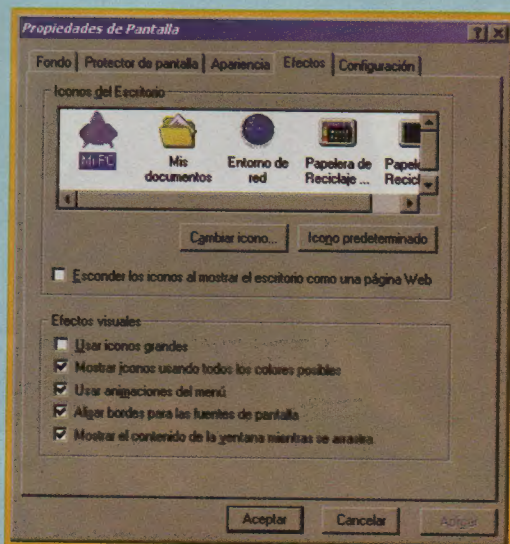 Propiedades de Pantalla
Fondo
Protector de pantalla
Apariencia
Efectos
Configuración
Iconos del Escritorio
Mi PC
Mis documentos
Entorno de red
Papelera de Reciclaje ...
Papel
Recicl
Cambiar icono...
Icono predeterminado
Esconder los iconos al mostrar el escritorio como una página Web
Efectos visuales
Usar iconos grandes
Mostrar iconos usando todos los colores posibles
Usar animaciones del menú
Alisar bordes para las fuentes de pantalla
Mostrar el contenido de la ventana mientras se arrastra
Aceptar
Cancelar
Aplicar